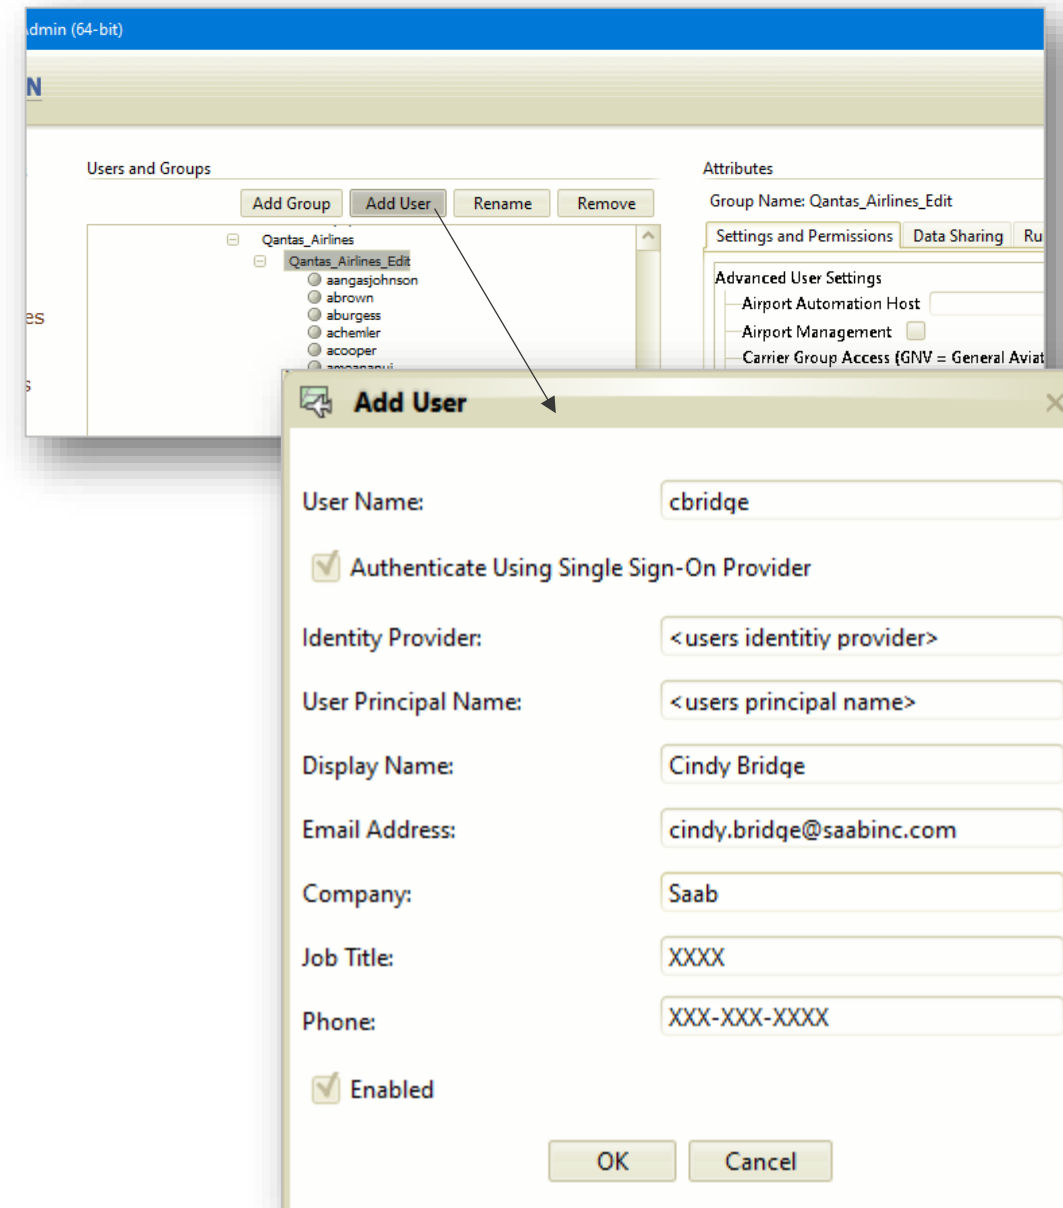 Admin (64-bit)
N
Users and Groups
Attributes
Add Group Add User Rename Remove
Group Name: Qantas_Airlines_Edit
Qantas_Airlines
Settings and Permissions Data Sharing Ru
Qantas_Airlines_Edit
aangasjohnson
Advanced User Settings
abrown
Airport Automation Host
es
aburgess
Airport Management
achemler
acooper
Carrier Group Access (GNV = General Aviat
s
Add User
User Name: cbridge
Authenticate Using Single Sign-On Provider
Identity Provider: <users identitiy provider>
User Principal Name: <users principal name>
Display Name: Cindy Bridge
Email Address: cindy.bridge@saabinc.com
Company: Saab
Job Title: XXXX
Phone: XXX-XXX-XXXX
Enabled
OK Cancel